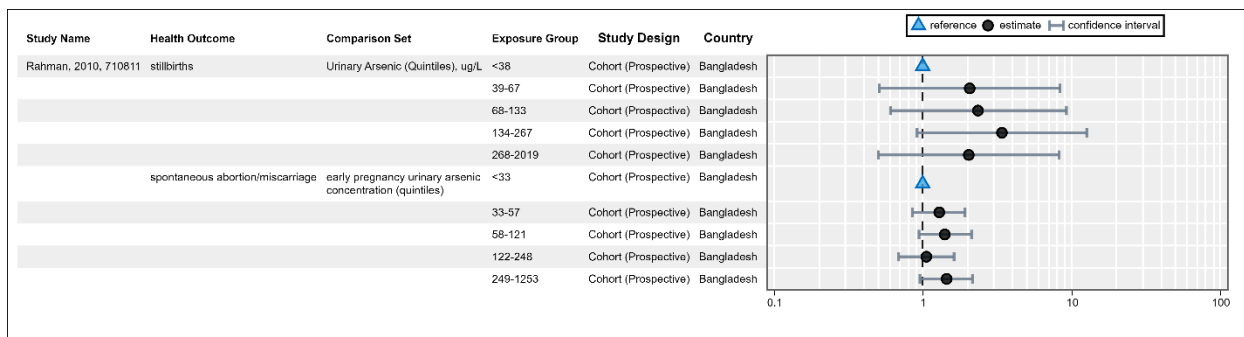 reference estimate confidence interval
Study Name Health Outcome Comparison Set Exposure Group Study Design Country
Rahman, 2010, 710811 stillbirths Urinary Arsenic (Quintiles), ug/L <38 Cohort (Prospective) Bangladesh
39-67 Cohort (Prospective) Bangladesh
68-133 Cohort (Prospective) Bangladesh
134-267 Cohort (Prospective) Bangladesh
268-2019 Cohort (Prospective) Bangladesh
spontaneous abortion/miscarriage early pregnancy urinary arsenic <33 Cohort (Prospective) Bangladesh
concentration (quintiles)
33-57 Cohort (Prospective) Bangladesh
58-121 Cohort (Prospective) Bangladesh
122-248 Cohort (Prospective) Bangladesh
249-1253 Cohort (Prospective) Bangladesh
0.1 1 10 100